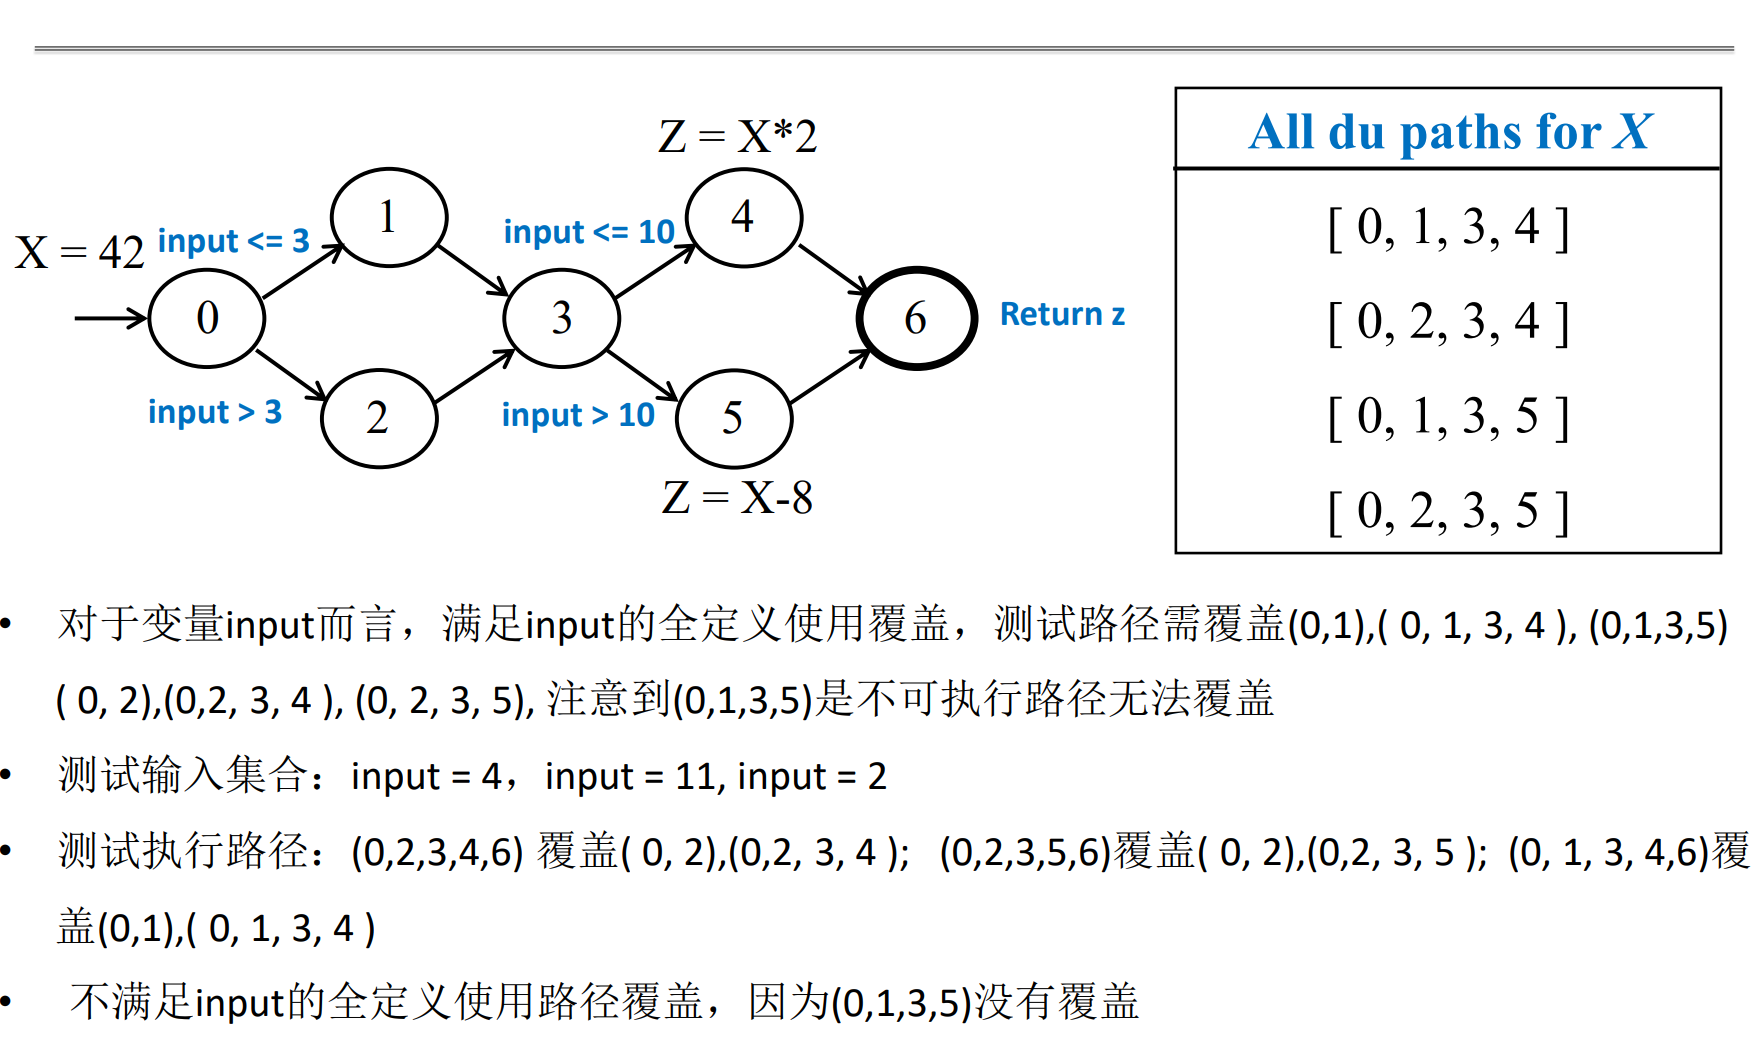 Z = X*2
All du paths for X
1
4
input <= 3
input <= 10
X = 42
[ 0, 1, 3, 4 ]
0
3
6
Return z
[ 0, 2, 3, 4 ]
input > 3
2
input > 10
5
[ 0, 1, 3, 5 ]
Z = X-8
[ 0, 2, 3, 5 ]
• 对于变量input而言，满足input的全定义使用覆盖，测试路径需覆盖(0,1),( 0, 1, 3, 4 ), (0,1,3,5)
( 0, 2),(0,2, 3, 4 ), (0, 2, 3, 5), 注意到(0,1,3,5)是不可执行路径无法覆盖
• 测试输入集合：input = 4，input = 11, input = 2
• 测试执行路径：(0,2,3,4,6) 覆盖( 0, 2),(0,2, 3, 4 ); (0,2,3,5,6)覆盖( 0, 2),(0,2, 3, 5 ); (0, 1, 3, 4,6)覆
盖(0,1),( 0, 1, 3, 4 )
• 不满足input的全定义使用路径覆盖，因为(0,1,3,5)没有覆盖